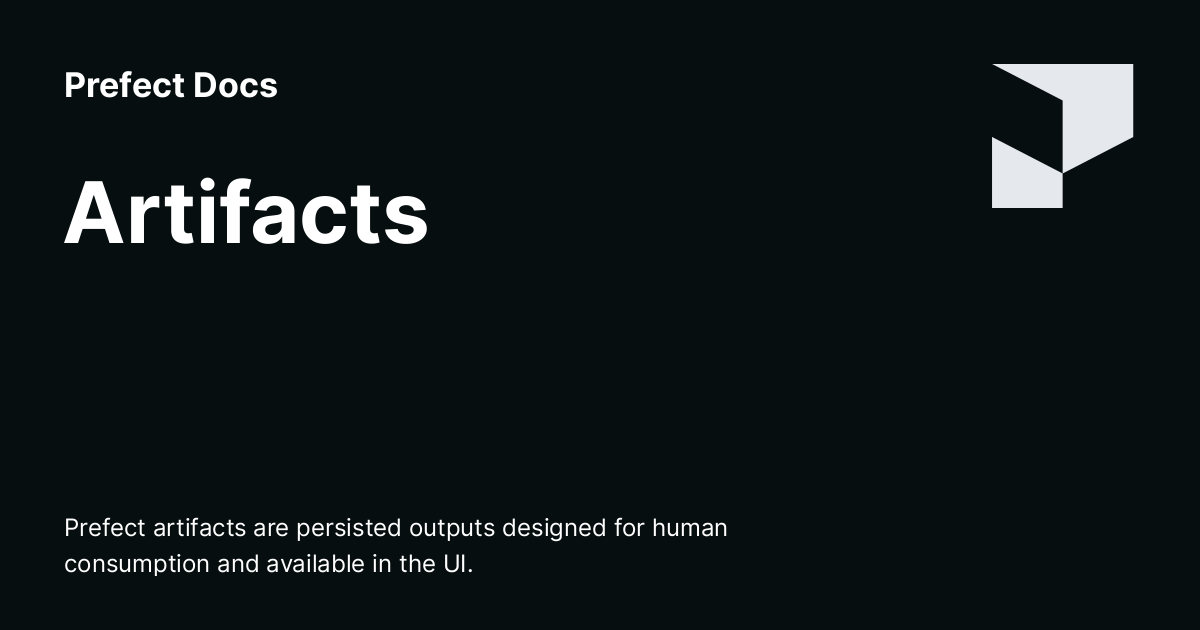 Prefect Docs
Artifacts
Prefect artifacts are persisted outputs designed for human
consumption and available in the UI.